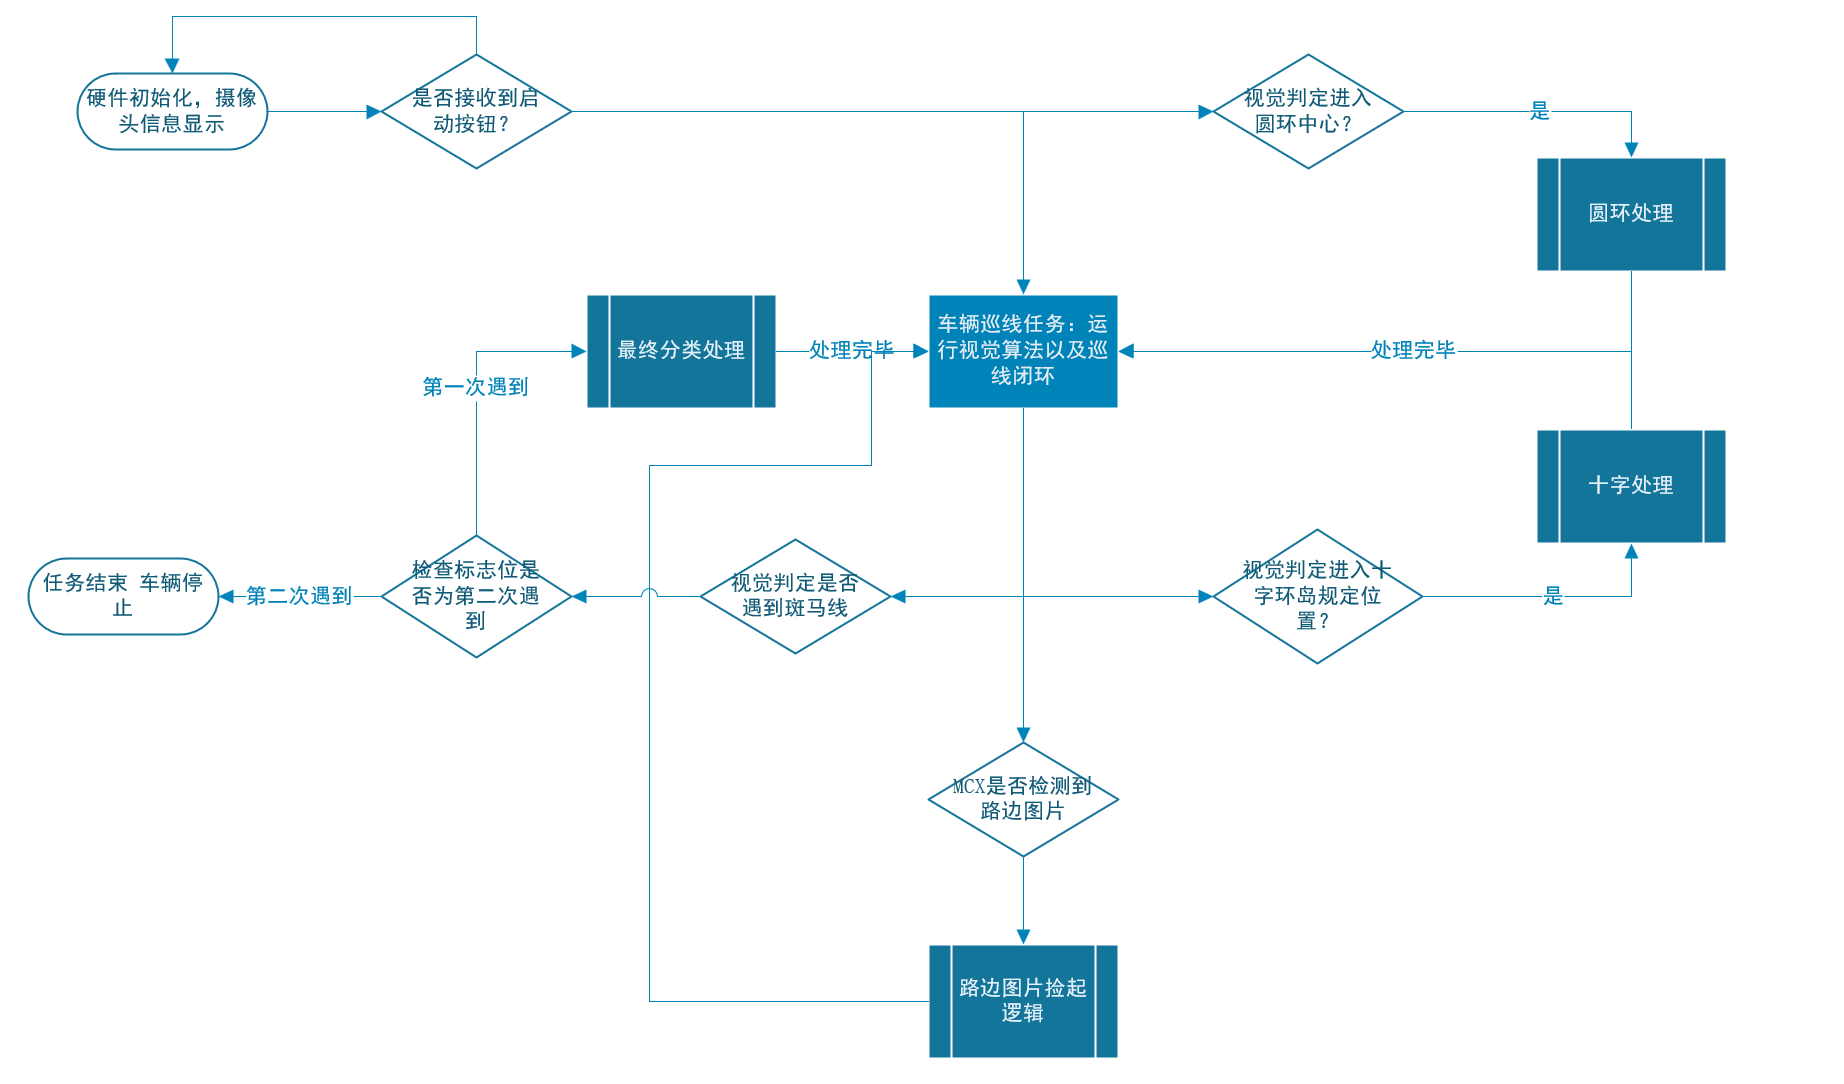 硬件初始化，摄像
头信息显示
是否接收到启
动按钮？
视觉判定进入
圆环中心？
是
圆环处理
最终分类处理
处理完毕
车辆巡线任务：运
行视觉算法以及巡
线闭环
处理完毕
第一次遇到
十字处理
任务结束 车辆停
止
第二次遇到
检查标志位是
否为第二次遇
到
视觉判定是否
遇到斑马线
视觉判定进入十
字环岛规定位
置？
是
MCX是否检测到
路边图片
路边图片捡起
逻辑